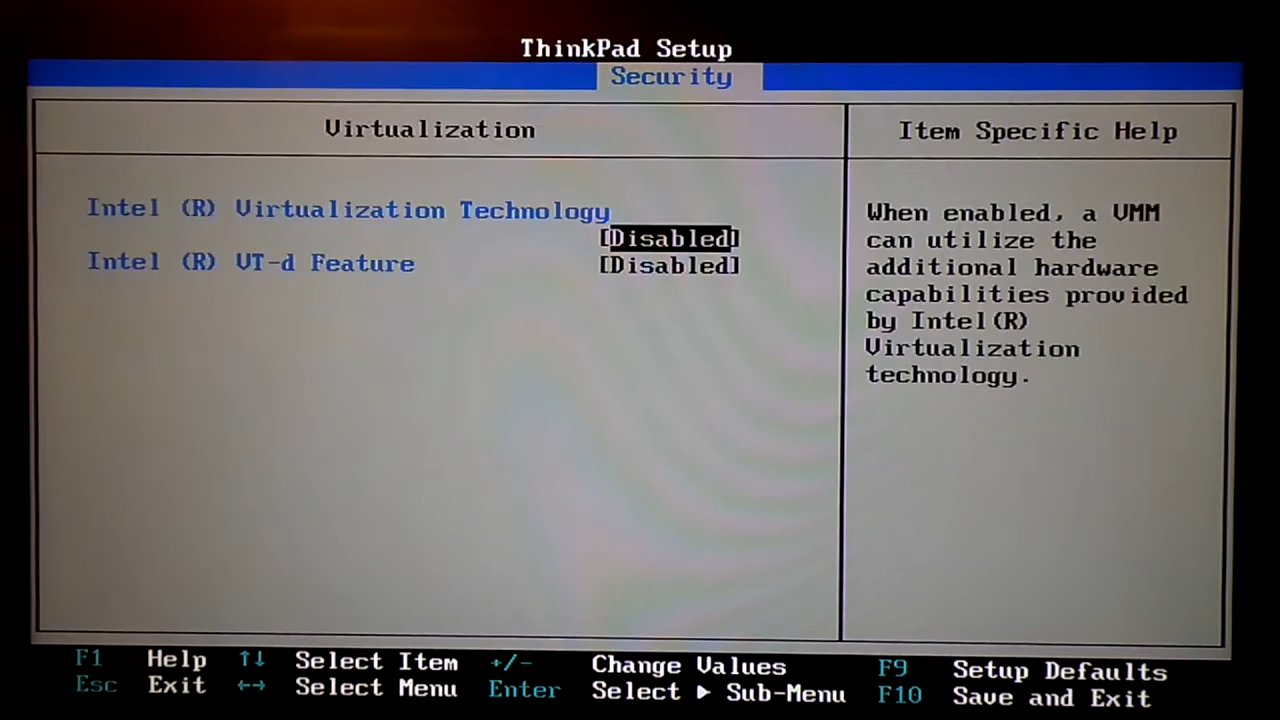 ThinkPad Setup
Security
Virtualization
Item Specific Help
Intel (R) Virtualization Technology
[Disabled]
Intel (R) VT-d Feature [Disabled]
When enabled, a VMM
can utilize the
additional hardware
capabilities provided
by Intel(R)
Virtualization
technology.
F1 Help ↑↓ Select Item +/- Change Values F9 Setup Defaults
Esc Exit ←→ Select Menu Enter Select ▶ Sub-Menu F10 Save and Exit